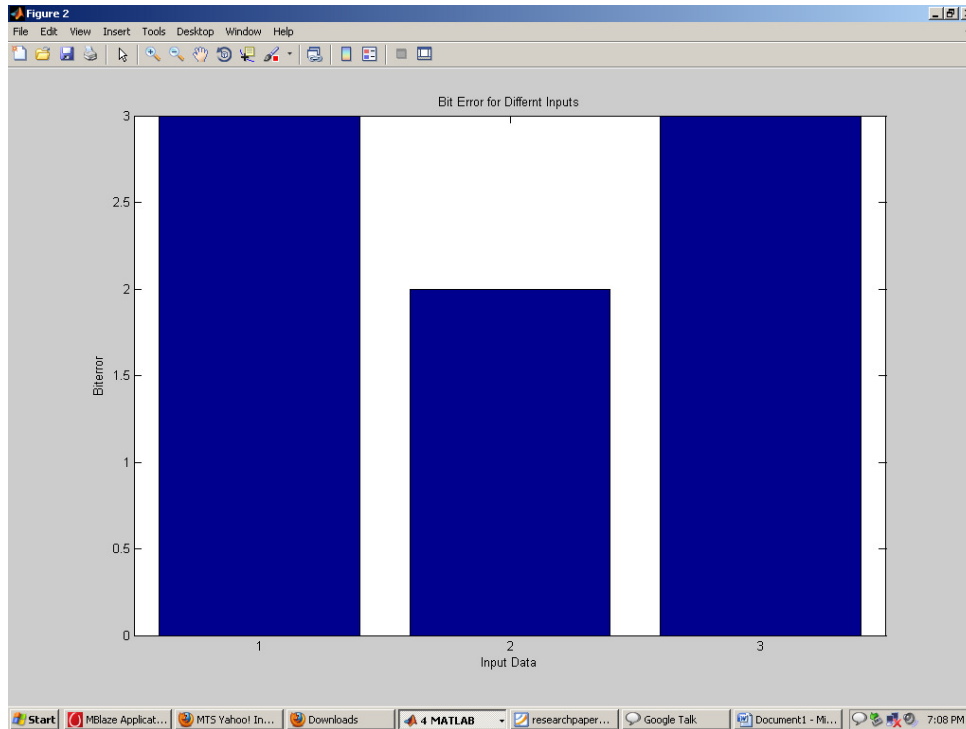 Figure 2
File Edit View Insert Tools Desktop Window Help
Bit Error for Differnt Inputs
3
2.5
2
1.5
1
0.5
0
Biterror
1 2 3
Input Data
Start MBlaze Applicat... MTS Yahoo! In... Downloads 4 MATLAB researchpaper... Google Talk Document1 - Mi... 7:08 PM